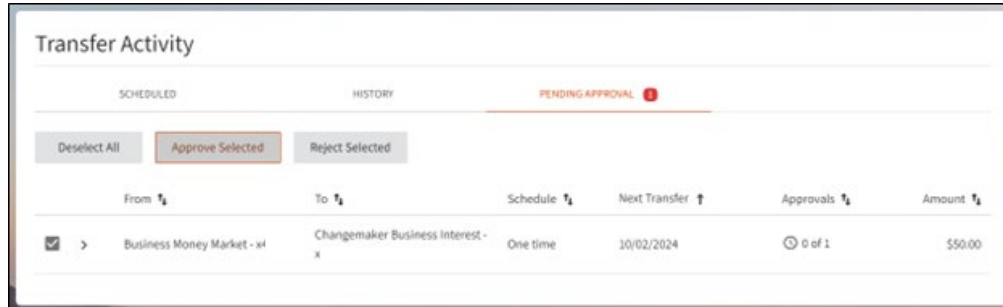 Transfer Activity
SCHEDULED HISTORY PENDING APPROVAL 1
Deselect All Approve Selected Reject Selected
From To Schedule Next Transfer Approvals Amount
Business Money Market - x4 Changemaker Business Interest - x One time 10/02/2024 0 of 1 $50.00